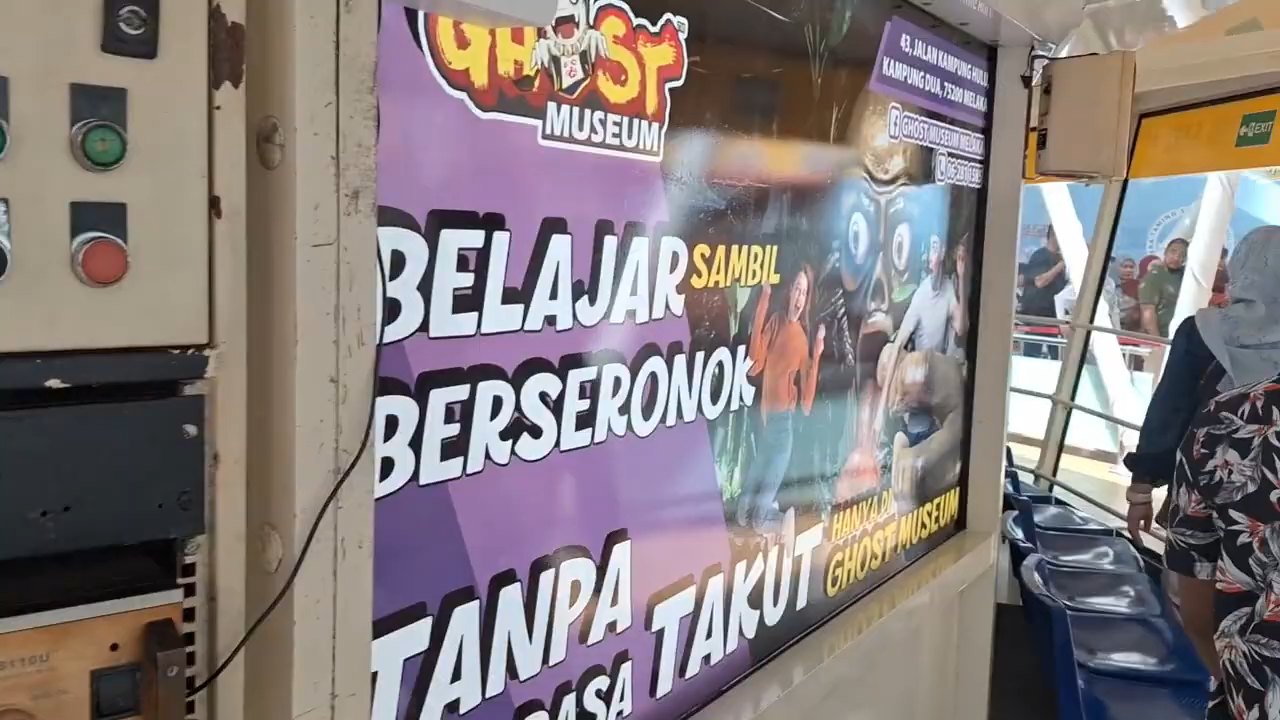 GHOST
MUSEUM
43, JALAN KAMPUNG HULU,
KAMPUNG DUA, 75200 MELAKA
GHOST MUSEUM MELAKA
BELAJAR SAMBIL
BERSERONOK
TANPA
RASA TAKUT
HANYA DI
GHOST MUSEUM
EXIT